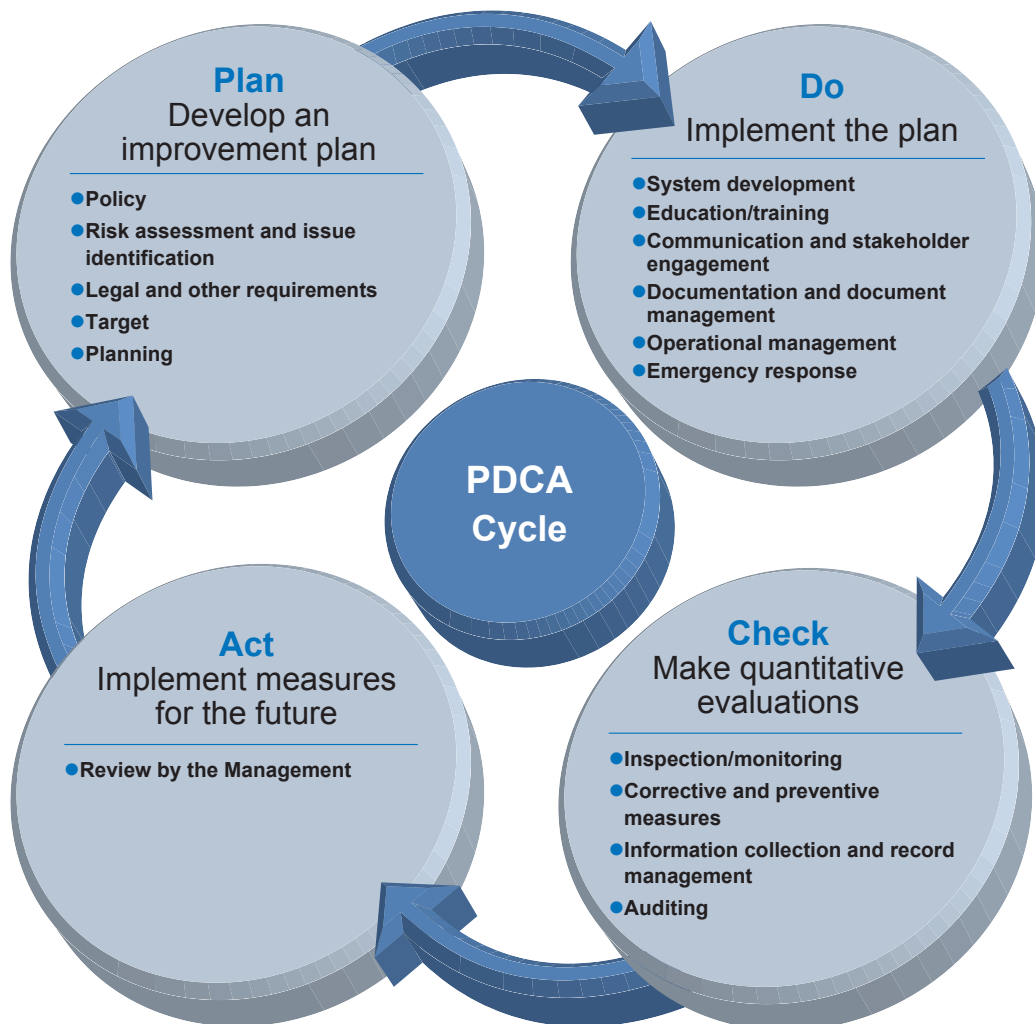 Plan
Develop an
improvement plan
●Policy
●Risk assessment and issue
identification
●Legal and other requirements
●Target
●Planning
Do
Implement the plan
●System development
●Education/training
●Communication and stakeholder
engagement
●Documentation and document
management
●Operational management
●Emergency response
PDCA
Cycle
Check
Make quantitative
evaluations
●Inspection/monitoring
●Corrective and preventive
measures
●Information collection and record
management
●Auditing
Act
Implement measures
for the future
●Review by the Management